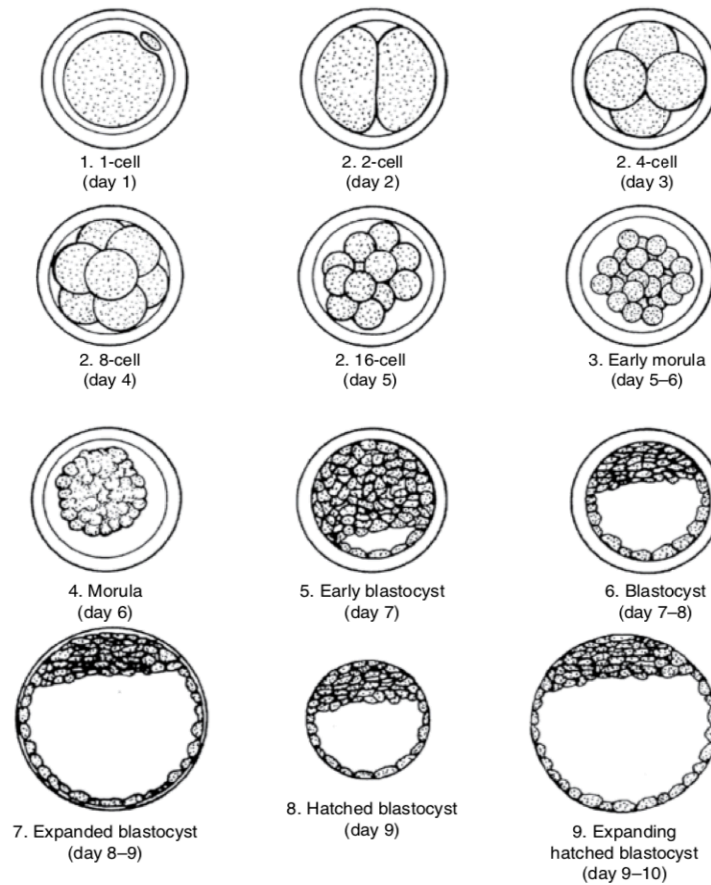 1. 1-cell
(day 1)
2. 2-cell
(day 2)
2. 4-cell
(day 3)
2. 8-cell
(day 4)
2. 16-cell
(day 5)
3. Early morula
(day 5–6)
4. Morula
(day 6)
5. Early blastocyst
(day 7)
6. Blastocyst
(day 7–8)
7. Expanded blastocyst
(day 8–9)
8. Hatched blastocyst
(day 9)
9. Expanding
hatched blastocyst
(day 9–10)